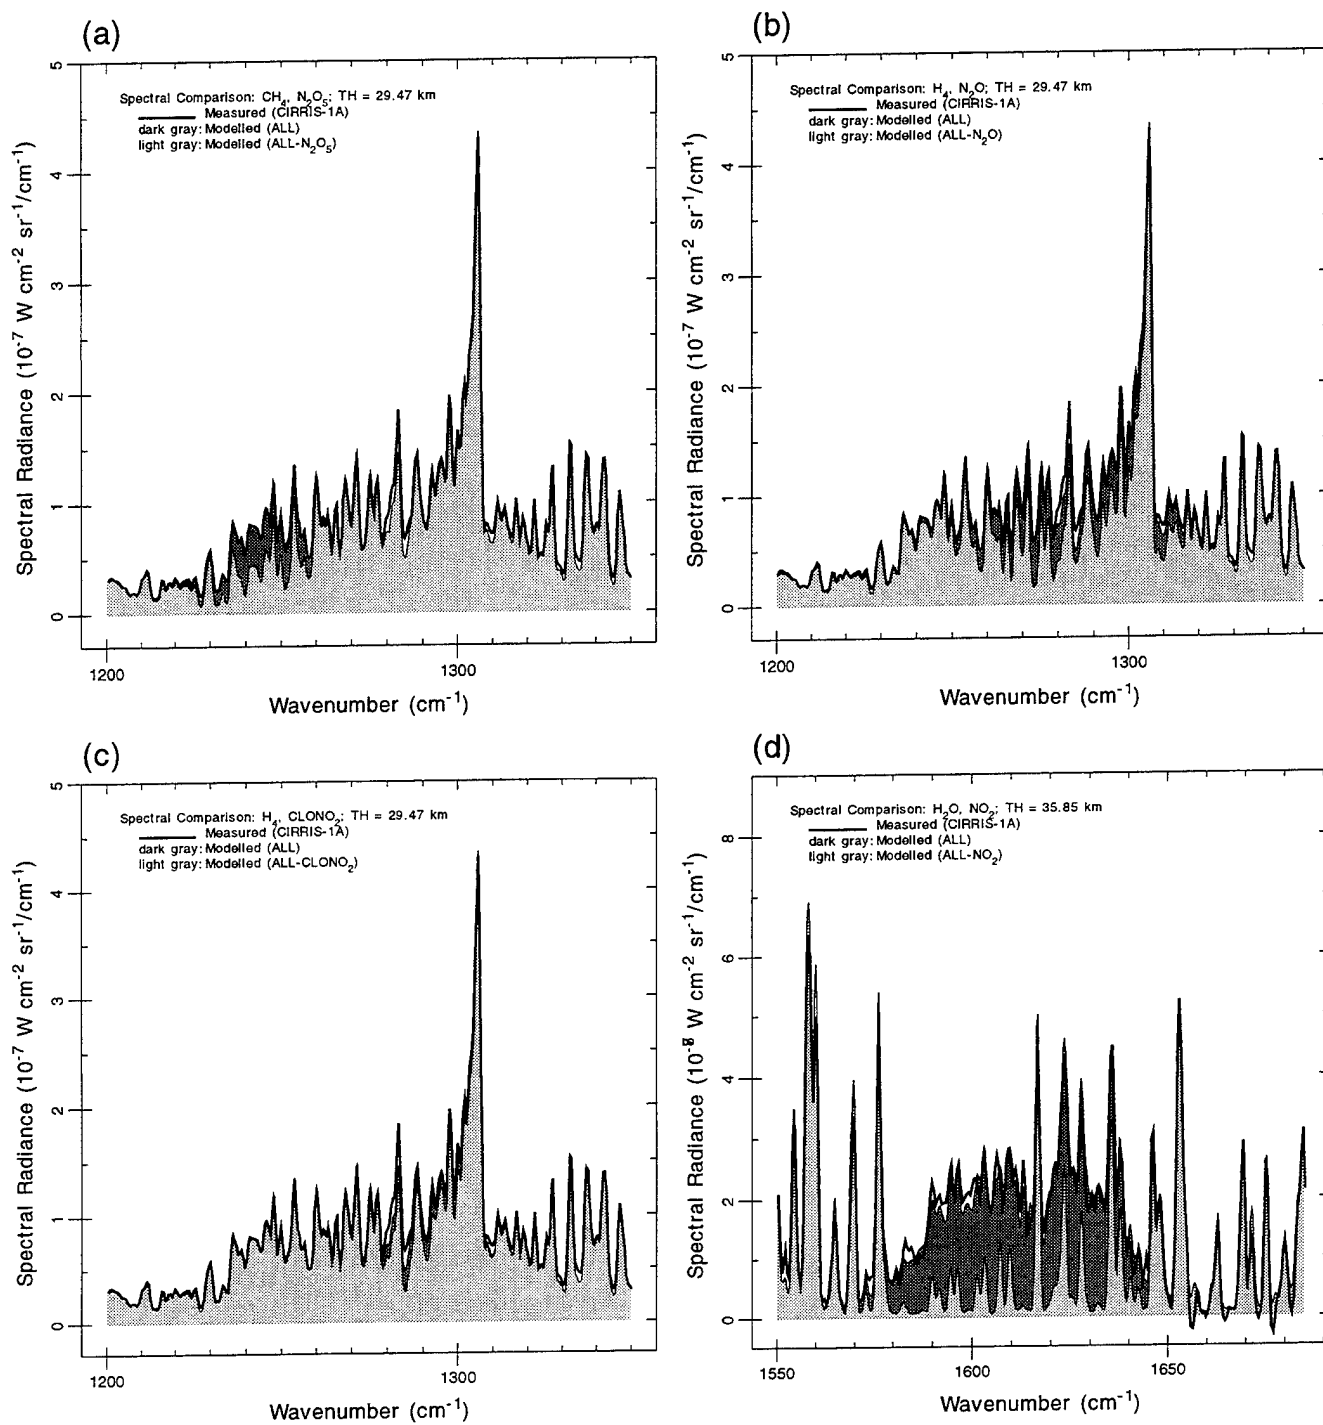 (a)
Spectral Comparison: CH4, N2O5; TH = 29.47 km
Measured (CIRRIS-1A)
dark gray: Modelled (ALL)
light gray: Modelled (ALL-N2O5)
Spectral Radiance (10-7 W cm-2 sr-1/cm-1)
5
4
3
2
1
0
1200
1300
Wavenumber (cm-1)
(b)
Spectral Comparison: H4, N2O; TH = 29.47 km
Measured (CIRRIS-1A)
dark gray: Modelled (ALL)
light gray: Modelled (ALL-N2O)
Spectral Radiance (10-7 W cm-2 sr-1/cm-1)
5
4
3
2
1
0
1200
1300
Wavenumber (cm-1)
(c)
Spectral Comparison: H4, CLONO2; TH = 29.47 km
Measured (CIRRIS-1A)
dark gray: Modelled (ALL)
light gray: Modelled (ALL-CLONO2)
Spectral Radiance (10-7 W cm-2 sr-1/cm-1)
5
4
3
2
1
0
1200
1300
Wavenumber (cm-1)
(d)
Spectral Comparison: H2O, NO2; TH = 35.85 km
Measured (CIRRIS-1A)
dark gray: Modelled (ALL)
light gray: Modelled (ALL-NO2)
Spectral Radiance (10-8 W cm-2 sr-1/cm-1)
8
6
4
2
0
1550
1600
1650
Wavenumber (cm-1)